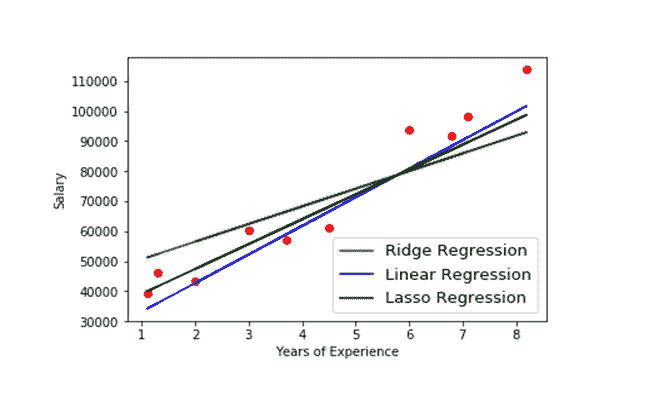 110000
100000
90000
80000
70000
60000
50000
40000
30000
Salary
1 2 3 4 5 6 7 8
Years of Experience
Ridge Regression
Linear Regression
Lasso Regression